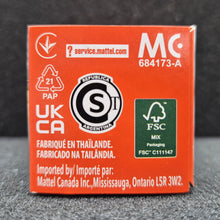 ? service.mattel.com
MC
684173-A
21
PAP
UK
CA
REPUBLICA
S
ARGENTINA
FSC
MIX
Packaging
FSC® C111147
FABRIQUÉ EN THAÏLANDE.
FABRICADO NA TAILÂNDIA.
Imported by/ Importé par:
Mattel Canada Inc., Mississauga, Ontario L5R 3W2.